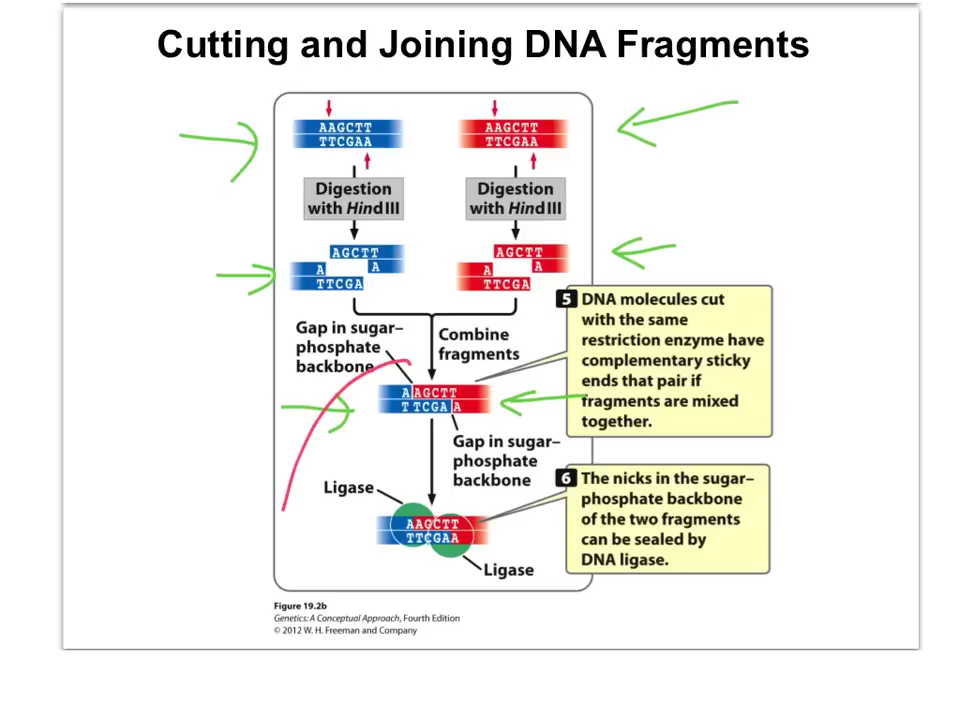 Cutting and Joining DNA Fragments
AAGCTT
TTCGAA
AAGCTT
TTCGAA
Digestion
with HindIII
Digestion
with HindIII
AGCTT
A
A
TTCGA
AGCTT
A
A
TTCGA
Gap in sugar–
phosphate
backbone
Combine
fragments
5 DNA molecules cut
with the same
restriction enzyme have
complementary sticky
ends that pair if
fragments are mixed
together.
AAGCTT
TTCGAA
Gap in sugar–
phosphate
backbone
Ligase
6 The nicks in the sugar–
phosphate backbone
of the two fragments
can be sealed by
DNA ligase.
AAGCTT
TTCGAA
Ligase
Figure 19.2b
Genetics: A Conceptual Approach, Fourth Edition
© 2012 W. H. Freeman and Company